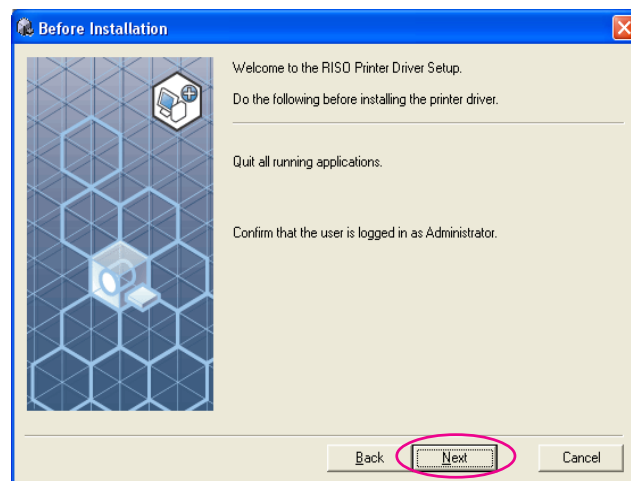 Before Installation
Welcome to the RISO Printer Driver Setup.
Do the following before installing the printer driver.
Quit all running applications.
Confirm that the user is logged in as Administrator.
Back
Next
Cancel